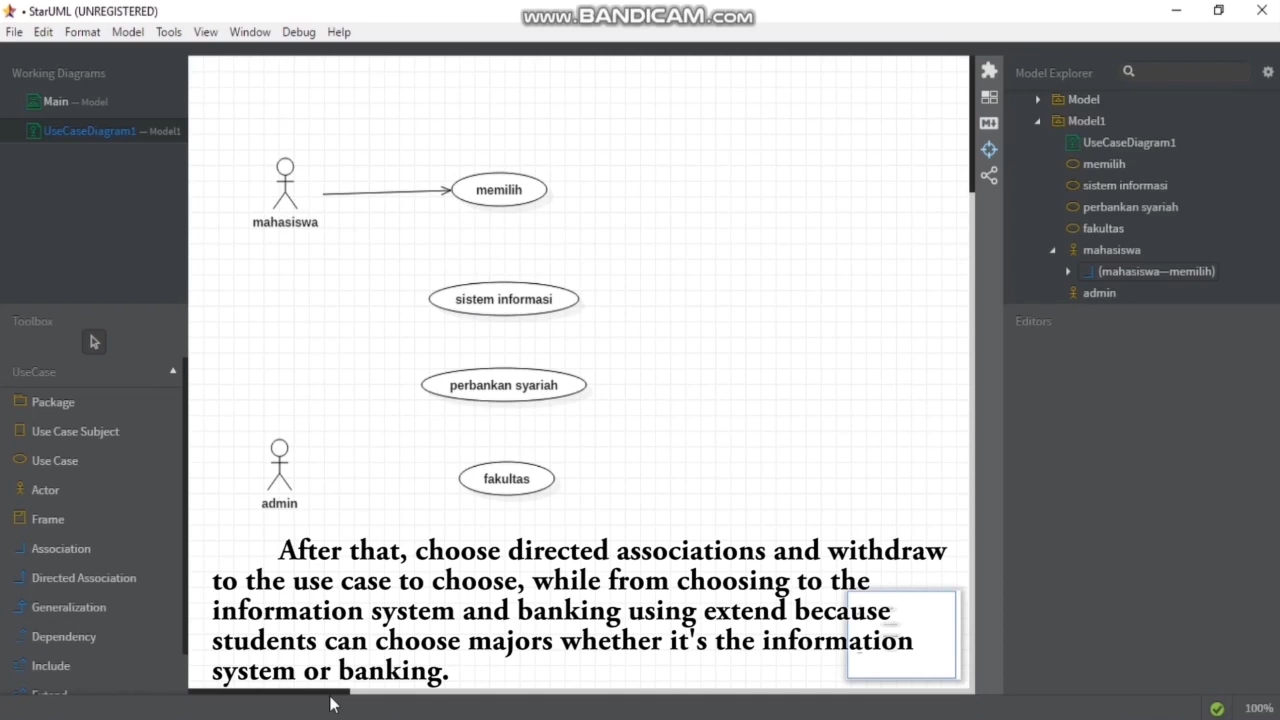 StarUML (UNREGISTERED)
www.BANDICAM.com
File Edit Format Model Tools View Window Debug Help
Working Diagrams
Main — Model
UseCaseDiagram1 — Model1
Toolbox
UseCase
Package
Use Case Subject
Use Case
Actor
Frame
Association
Directed Association
Generalization
Dependency
Include
Extend
mahasiswa
memilih
sistem informasi
perbankan syariah
admin
fakultas
After that, choose directed associations and withdraw
to the use case to choose, while from choosing to the
information system and banking using extend because
students can choose majors whether it's the information
system or banking.
Model Explorer
Model
Model1
UseCaseDiagram1
memilih
sistem informasi
perbankan syariah
fakultas
mahasiswa
(mahasiswa—memilih)
admin
Editors
100%